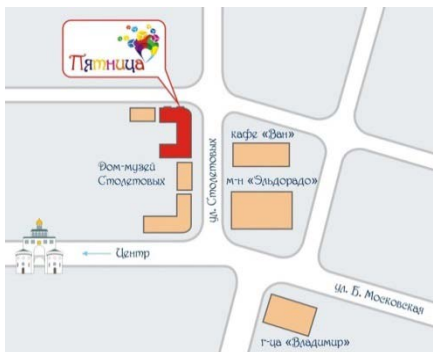 Пятница
кафе «Ван»
Дом-музей
Столетовых
м-н «Эльдорадо»
ул. Столетовых
Центр
ул. Б. Московская
г-ца «Владимир»